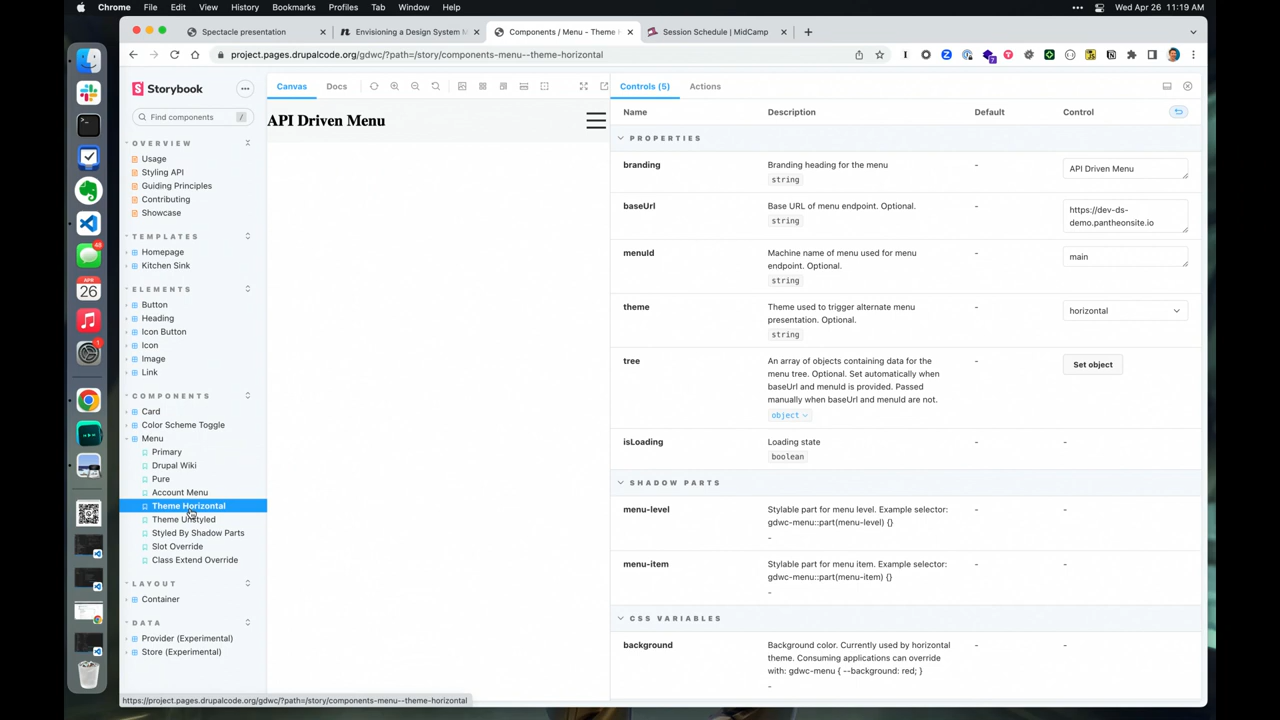 Chrome File Edit View History Bookmarks Profiles Tab Window Help
Wed Apr 26 11:19 AM
Spectacle presentation
Envisioning a Design System M
Components / Menu - Theme
Session Schedule | MidCamp
project.pages.drupalcode.org/gdwc/?path=/story/components-menu--theme-horizontal
Storybook
Find components /
OVERVIEW
Usage
Styling API
Guiding Principles
Contributing
Showcase
TEMPLATES
Homepage
Kitchen Sink
ELEMENTS
Button
Heading
Icon Button
Icon
Image
Link
COMPONENTS
Card
Color Scheme Toggle
Menu
Primary
Drupal Wiki
Pure
Account Menu
Theme Horizontal
Theme Unstyled
Styled By Shadow Parts
Slot Override
Class Extend Override
LAYOUT
Container
DATA
Provider (Experimental)
Store (Experimental)
Canvas Docs
API Driven Menu
Controls (5) Actions
Name Description Default Control
PROPERTIES
branding Branding heading for the menu - API Driven Menu
string
baseUrl Base URL of menu endpoint. Optional. - https://dev-ds-
string demo.pantheonsite.io
menuId Machine name of menu used for menu - main
endpoint. Optional.
string
theme Theme used to trigger alternate menu - horizontal
presentation. Optional.
string
tree An array of objects containing data for the - Set object
menu tree. Optional. Set automatically when
baseUrl and menuId is provided. Passed
manually when baseUrl and menuId are not.
object
isLoading Loading state - -
boolean
SHADOW PARTS
menu-level Stylable part for menu level. Example selector: - -
gdwc-menu::part(menu-level) {}
-
menu-item Stylable part for menu item. Example selector: - -
gdwc-menu::part(menu-item) {}
-
CSS VARIABLES
background Background color. Currently used by horizontal - -
theme. Consuming applications can override
with: gdwc-menu { --background: red; }
-
https://project.pages.drupalcode.org/gdwc/?path=/story/components-menu--theme-horizontal
APR
26